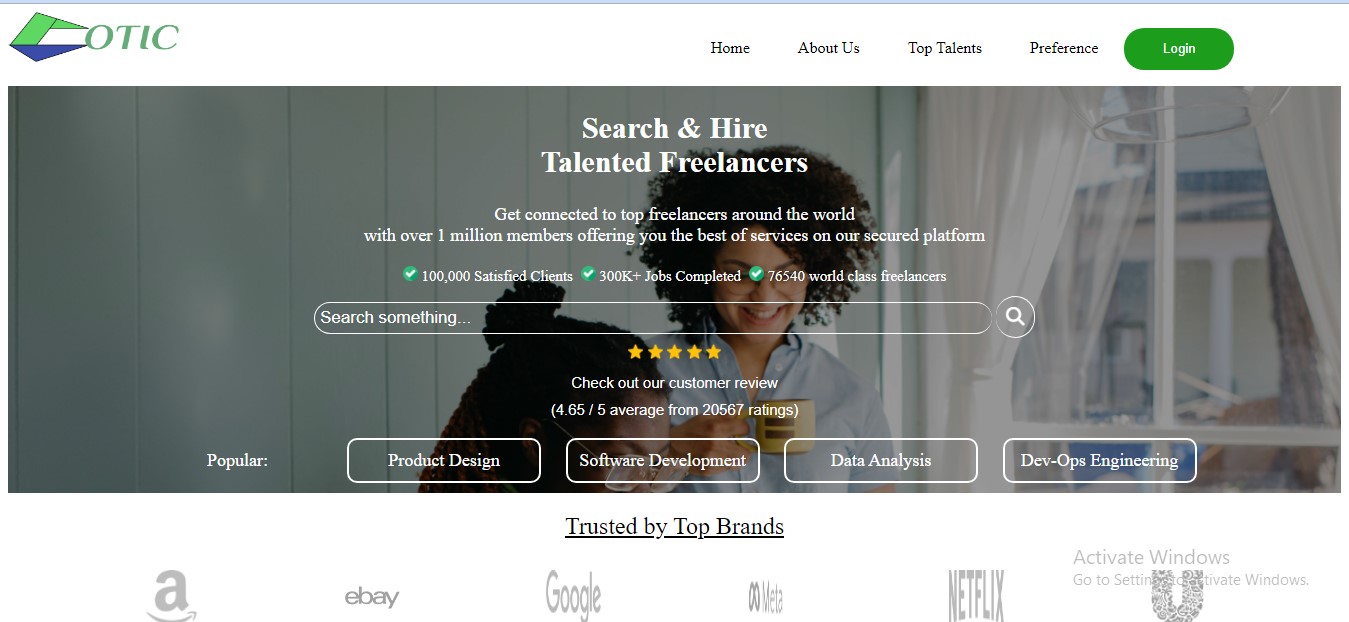 OTIC
Home About Us Top Talents Preference Login
Search & Hire
Talented Freelancers
Get connected to top freelancers around the world
with over 1 million members offering you the best of services on our secured platform
100,000 Satisfied Clients 300K+ Jobs Completed 76540 world class freelancers
Search something...
Check out our customer review
(4.65 / 5 average from 20567 ratings)
Popular: Product Design Software Development Data Analysis Dev-Ops Engineering
Trusted by Top Brands
Activate Windows
Go to Settings to activate Windows.
a ebay Google Meta NETFLIX